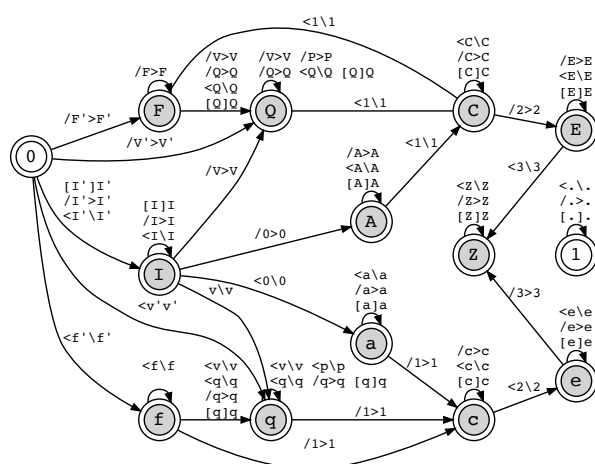 <1\1
<C\C
/C>C
[C]C
/E>E
<E\E
[E]E
/F>F
/V>V
/Q>Q
<Q\Q
[Q]Q
/V>V /P>P
/Q>Q <Q\Q [Q]Q
/F'>F'
F
Q
<1\1
C
/2>2
E
/V'>V'
0
/V>V
/A>A
<A\A
[A]A
<1\1
<3\3
[I']I'
/I'>I'
<I'\I'
[I]I
/I>I
<I\I
/0>0
A
<Z\Z
/Z>Z
[Z]Z
<.\.
/.>.
[.].
Z
1
I
v\v
<0\0
<v'v'
<a\a
/a>a
[a]a
/3>3
<f'\f'
a
/1>1
/c>c
<c\c
[c]c
<e\e
/e>e
[e]e
<f\f
<v\v
<q\q
/q>q
[q]q
<v\v <p\p
<q\q /q>q [q]q
<2\2
e
f
q
/1>1
c
/1>1